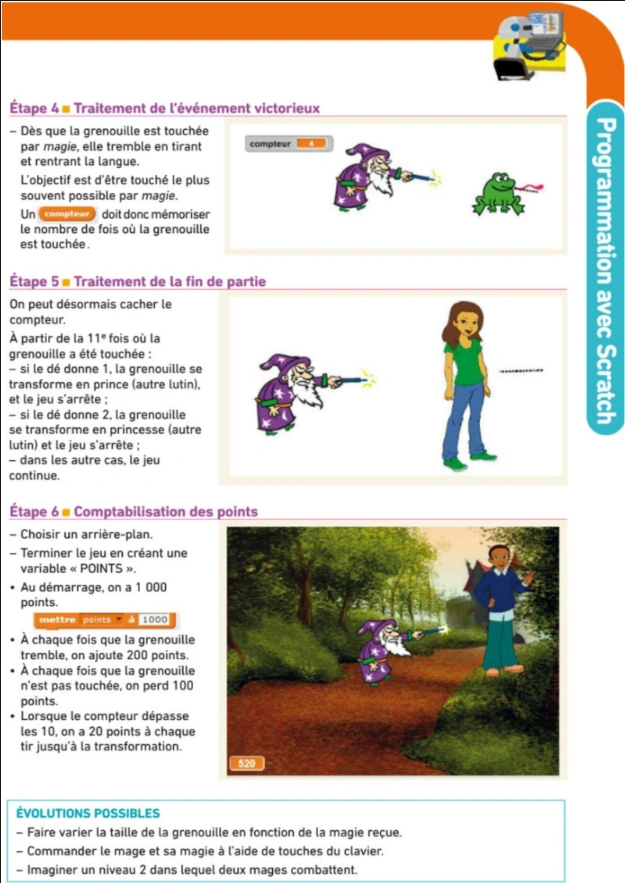 Programmation avec Scratch
Étape 4 ■ Traitement de l'événement victorieux
– Dès que la grenouille est touchée
par magie, elle tremble en tirant
et rentrant la langue.
L'objectif est d'être touché le plus
souvent possible par magie.
Un compteur doit donc mémoriser
le nombre de fois où la grenouille
est touchée.
compteur 4
Étape 5 ■ Traitement de la fin de partie
On peut désormais cacher le
compteur.
À partir de la 11e fois où la
grenouille a été touchée :
– si le dé donne 1, la grenouille se
transforme en prince (autre lutin),
et le jeu s'arrête ;
– si le dé donne 2, la grenouille
se transforme en princesse (autre
lutin) et le jeu s'arrête ;
– dans les autre cas, le jeu
continue.
Étape 6 ■ Comptabilisation des points
– Choisir un arrière-plan.
– Terminer le jeu en créant une
variable « POINTS ».
• Au démarrage, on a 1 000
points.
mettre points à 1000
• À chaque fois que la grenouille
tremble, on ajoute 200 points.
• À chaque fois que la grenouille
n'est pas touchée, on perd 100
points.
• Lorsque le compteur dépasse
les 10, on a 20 points à chaque
tir jusqu'à la transformation.
520
ÉVOLUTIONS POSSIBLES
– Faire varier la taille de la grenouille en fonction de la magie reçue.
– Commander le mage et sa magie à l'aide de touches du clavier.
– Imaginer un niveau 2 dans lequel deux mages combattent.